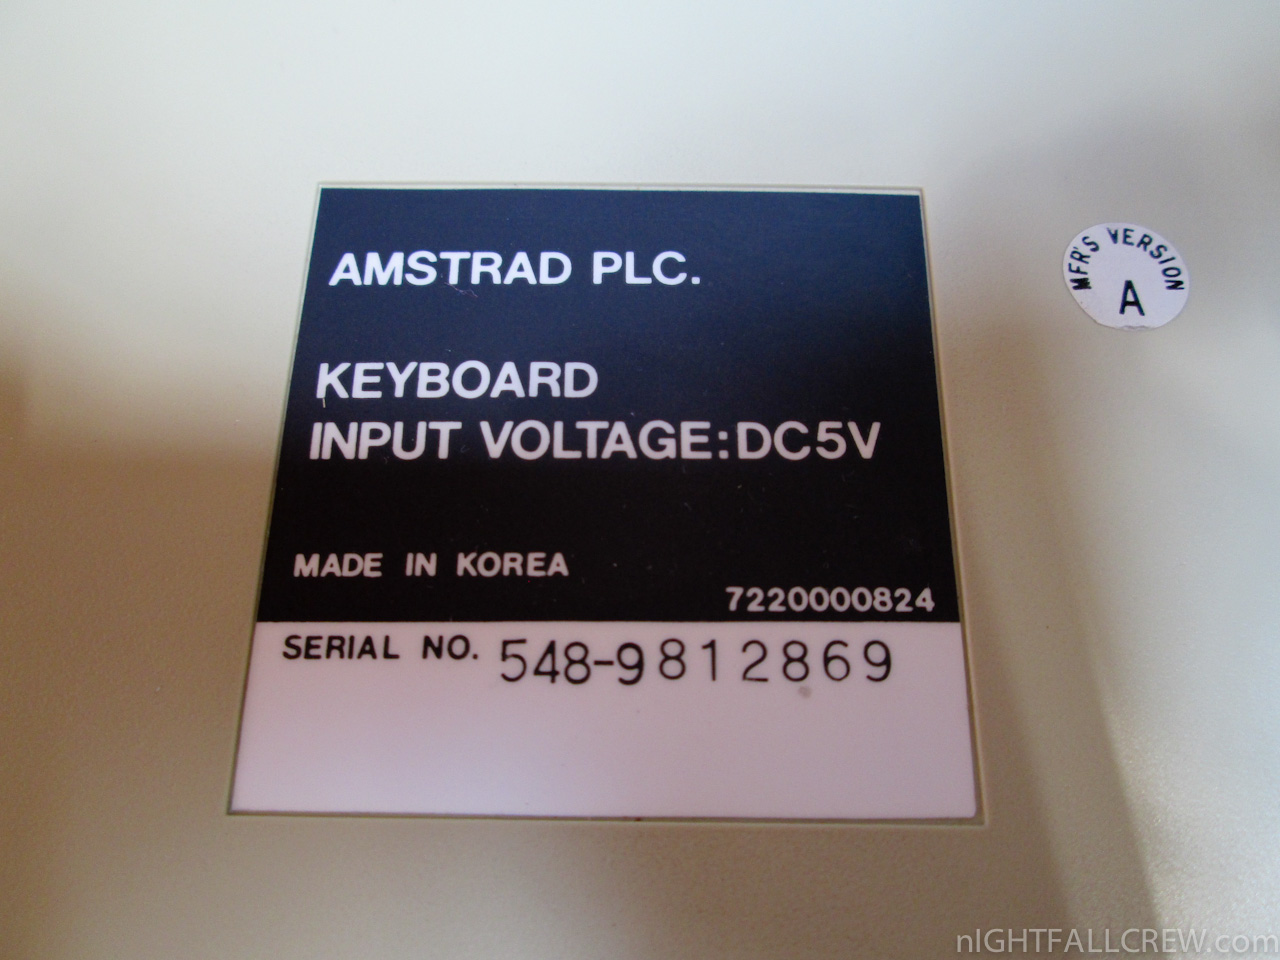 AMSTRAD PLC.
KEYBOARD
INPUT VOLTAGE:DC5V
MADE IN KOREA
7220000824
SERIAL NO. 548-9812869
MFR'S VERSION
A
nIGHTFALLCREW.com